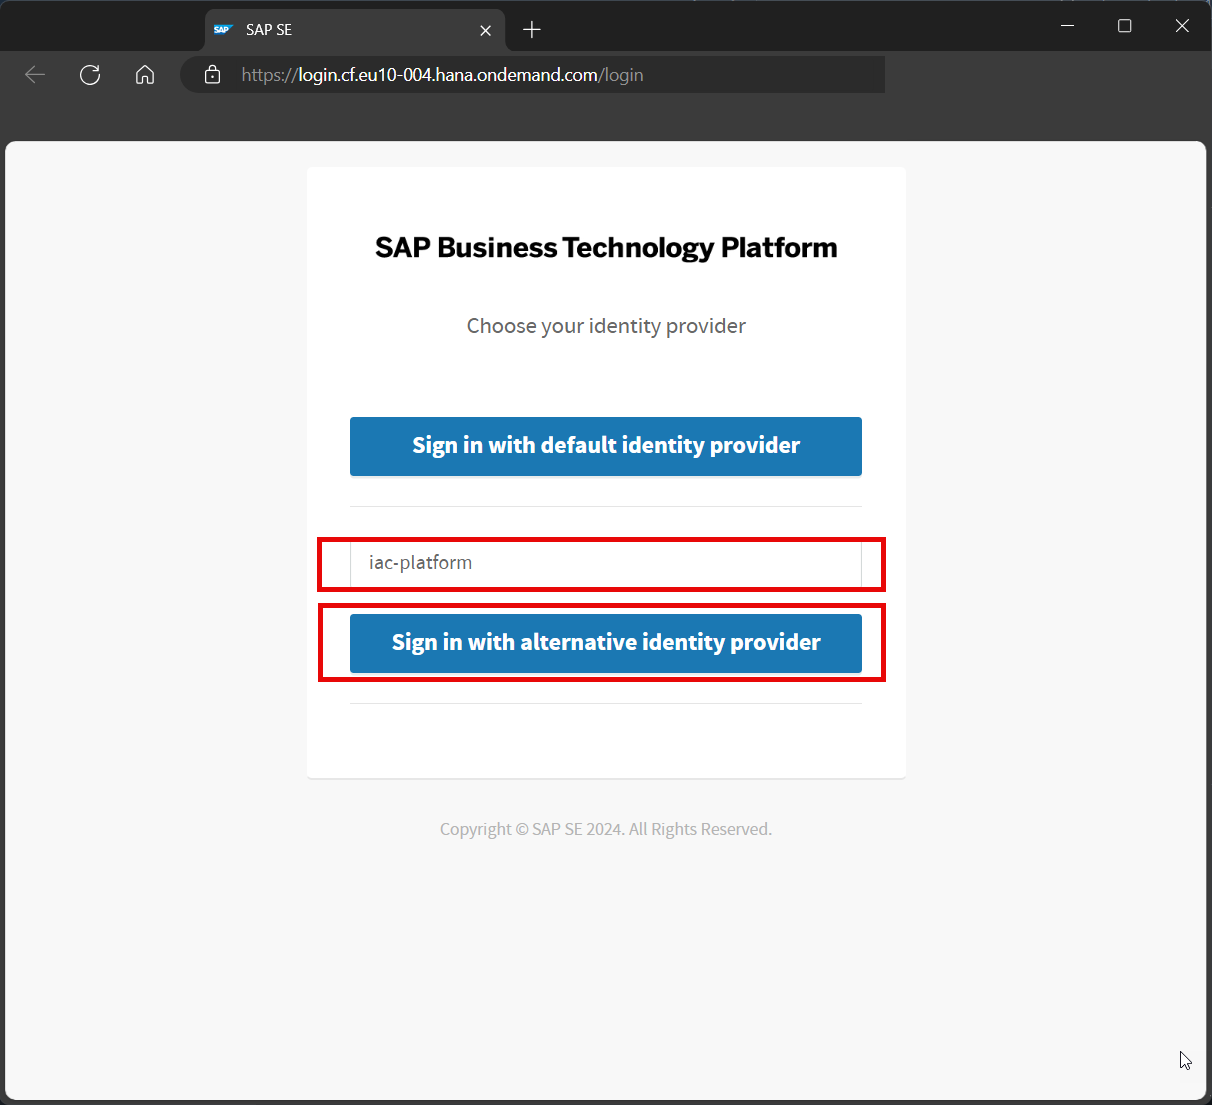 SAP SAP SE
https://login.cf.eu10-004.hana.ondemand.com/login
SAP Business Technology Platform
Choose your identity provider
Sign in with default identity provider
iac-platform
Sign in with alternative identity provider
Copyright © SAP SE 2024. All Rights Reserved.